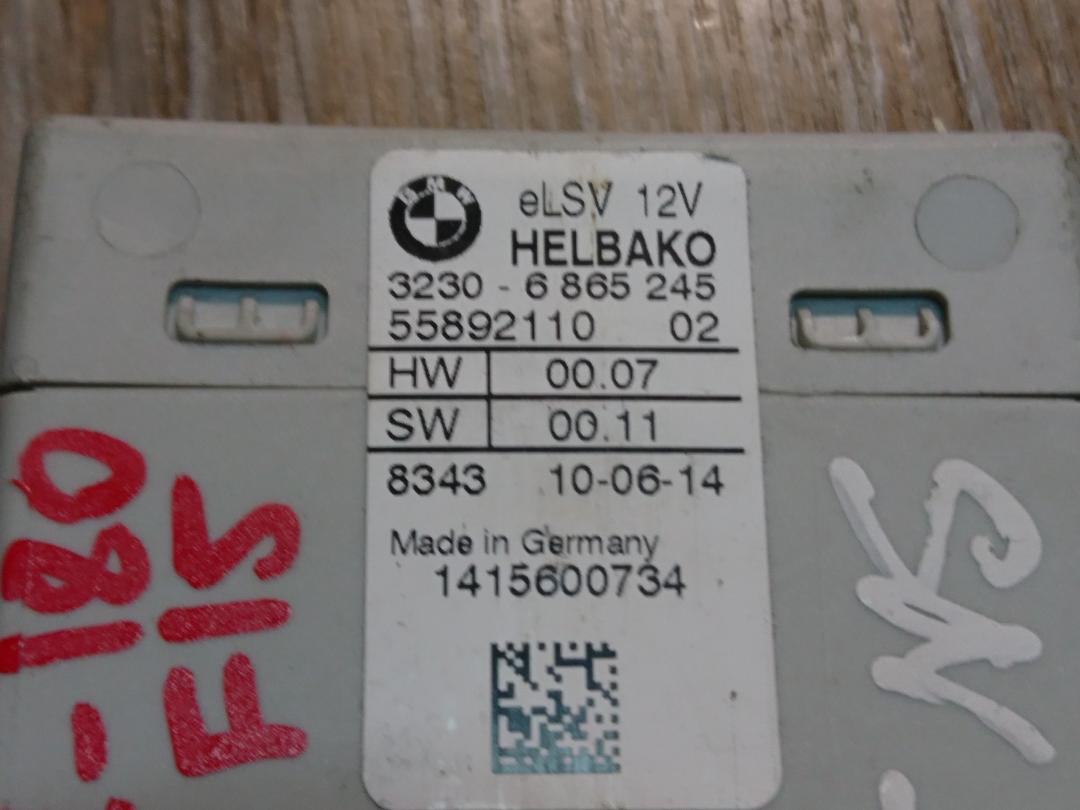 BMW
eLSV 12V
HELBAKO
3230 - 6 865 245
55892110 02
HW 00.07
SW 00.11
8343 10-06-14
Made in Germany
1415600734
180
F15